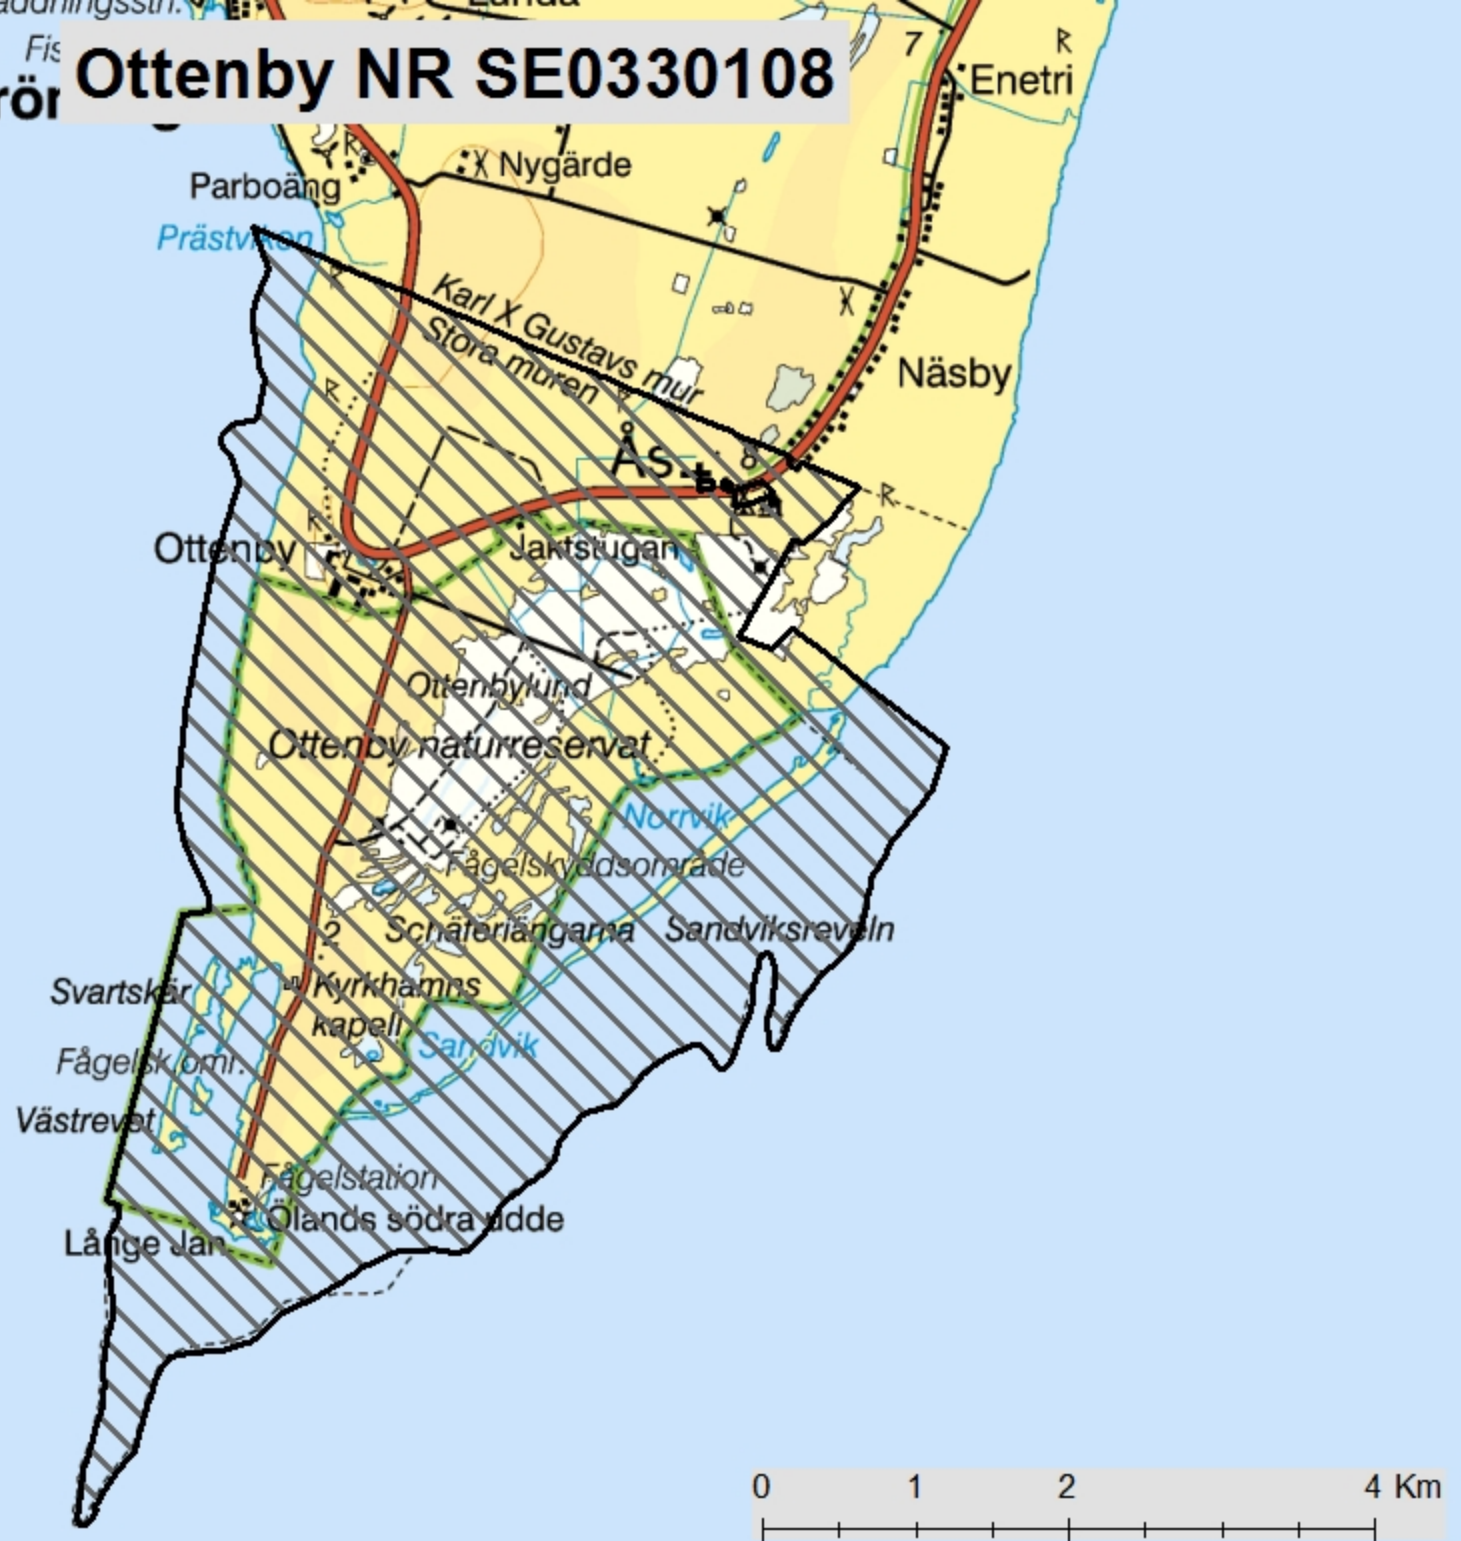 Ottenby NR SE0330108
7
R
Enetri
R
Nygärde
Parboäng
Prästviken
R
Karl X Gustavs mur
Stora muren
Näsby
R
Ås
8
R
R
Ottenby
Jaktstugan
Ottenbylund
Ottenby naturreservat
Norrvik
Fågelskyddsområde
2
Schäferiängarna
Sandviksreveln
Svartskär
Kyrkhamns
kapell
Sandvik
Fågelsk.omr.
Västrevet
Fågelstation
Ölands södra udde
Långe Jan
0 1 2 4 Km